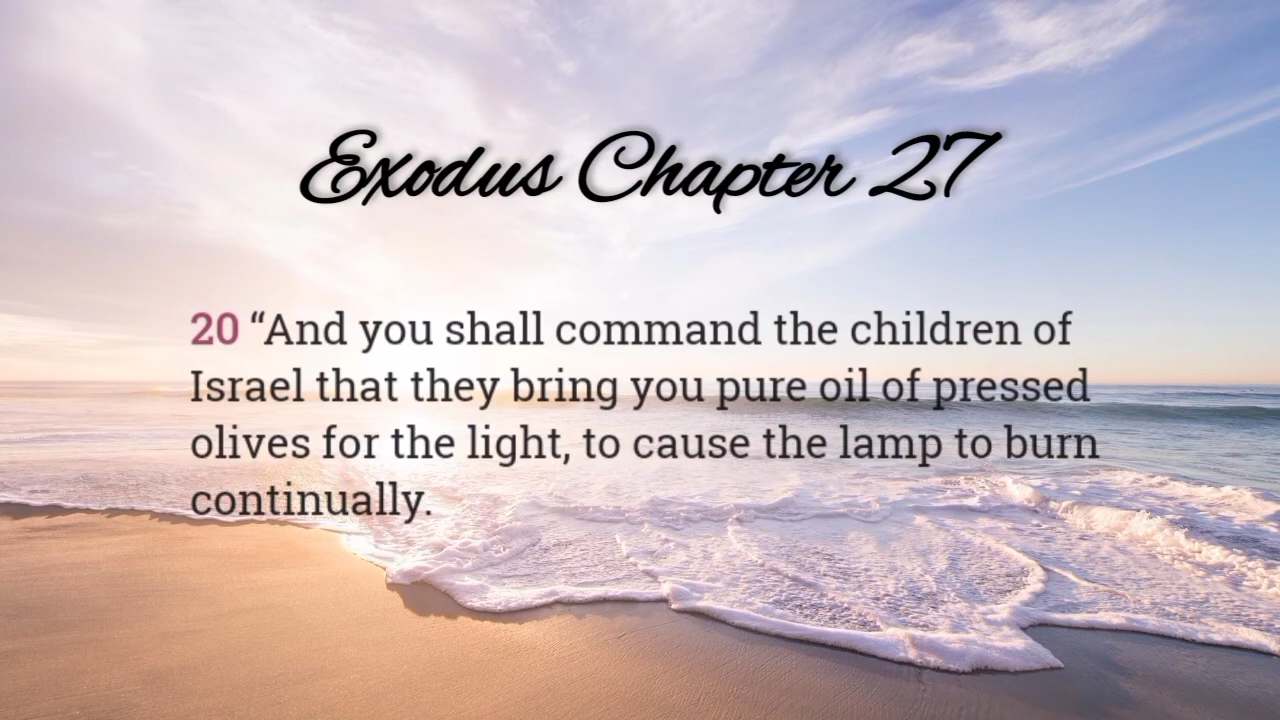 Exodus Chapter 27
20 “And you shall command the children of
Israel that they bring you pure oil of pressed
olives for the light, to cause the lamp to burn
continually.